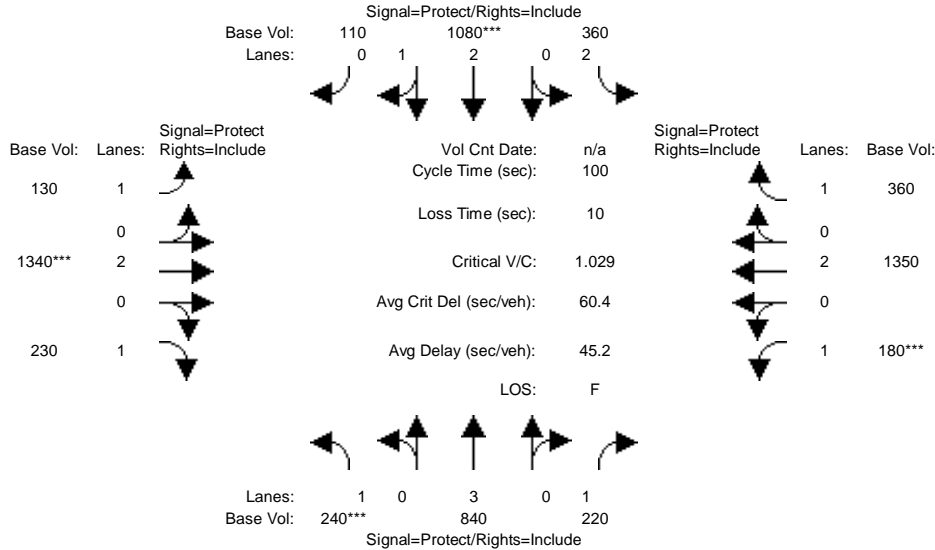 Signal=Protect/Rights=Include
Base Vol: 110 1080*** 360
Lanes: 0 1 2 0 2
Signal=Protect
Rights=Include
Base Vol: Lanes:
Vol Cnt Date: n/a
Signal=Protect
Rights=Include
Lanes: Base Vol:
Cycle Time (sec): 100
130 1
1 360
Loss Time (sec): 10
0
0
1340*** 2
Critical V/C: 1.029
2 1350
0
Avg Crit Del (sec/veh): 60.4
0
230 1
Avg Delay (sec/veh): 45.2
1 180***
LOS: F
Lanes: 1 0 3 0 1
Base Vol: 240*** 840 220
Signal=Protect/Rights=Include